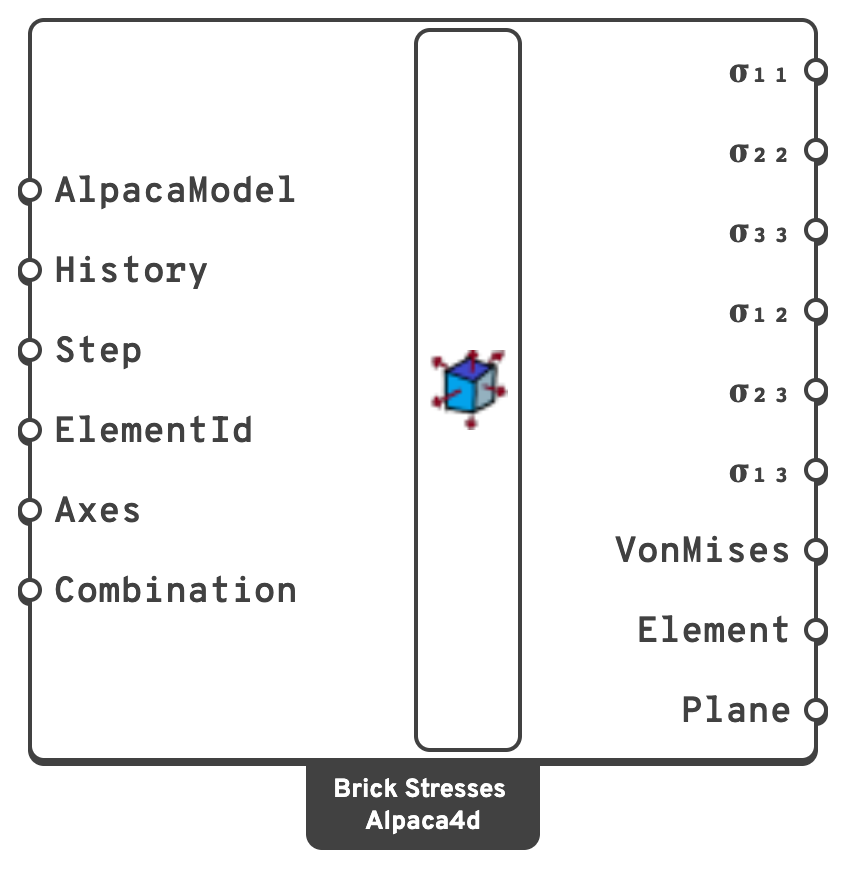 AlpacaModel
History
Step
ElementId
Axes
Combination
σ₁₁
σ₂₂
σ₃₃
σ₁₂
σ₂₃
σ₁₃
VonMises
Element
Plane
Brick Stresses
Alpaca4d